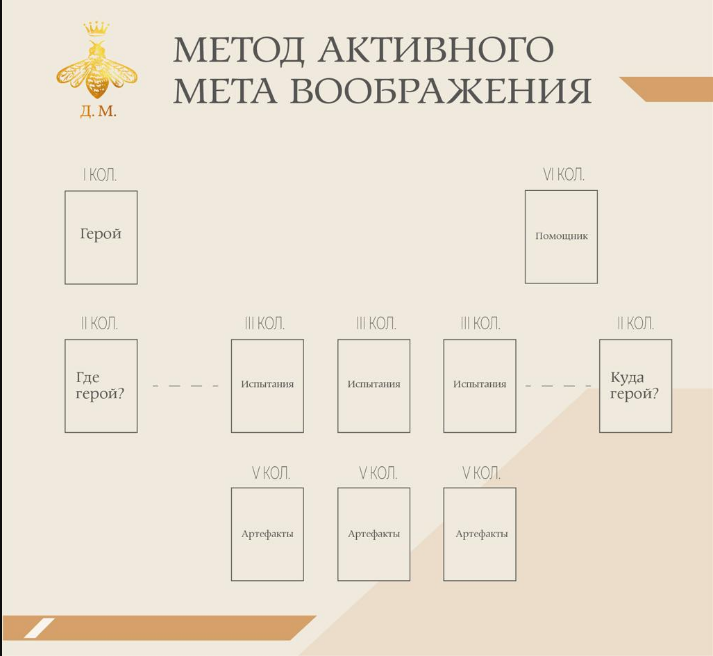 МЕТОД АКТИВНОГО
МЕТА ВООБРАЖЕНИЯ
Д. М.
I КОЛ.
VI КОЛ.
Герой
Помощник
II КОЛ.
III КОЛ.
III КОЛ.
III КОЛ.
II КОЛ.
Где
герой?
Испытания
Испытания
Испытания
Куда
герой?
V КОЛ.
V КОЛ.
V КОЛ.
Артефакты
Артефакты
Артефакты